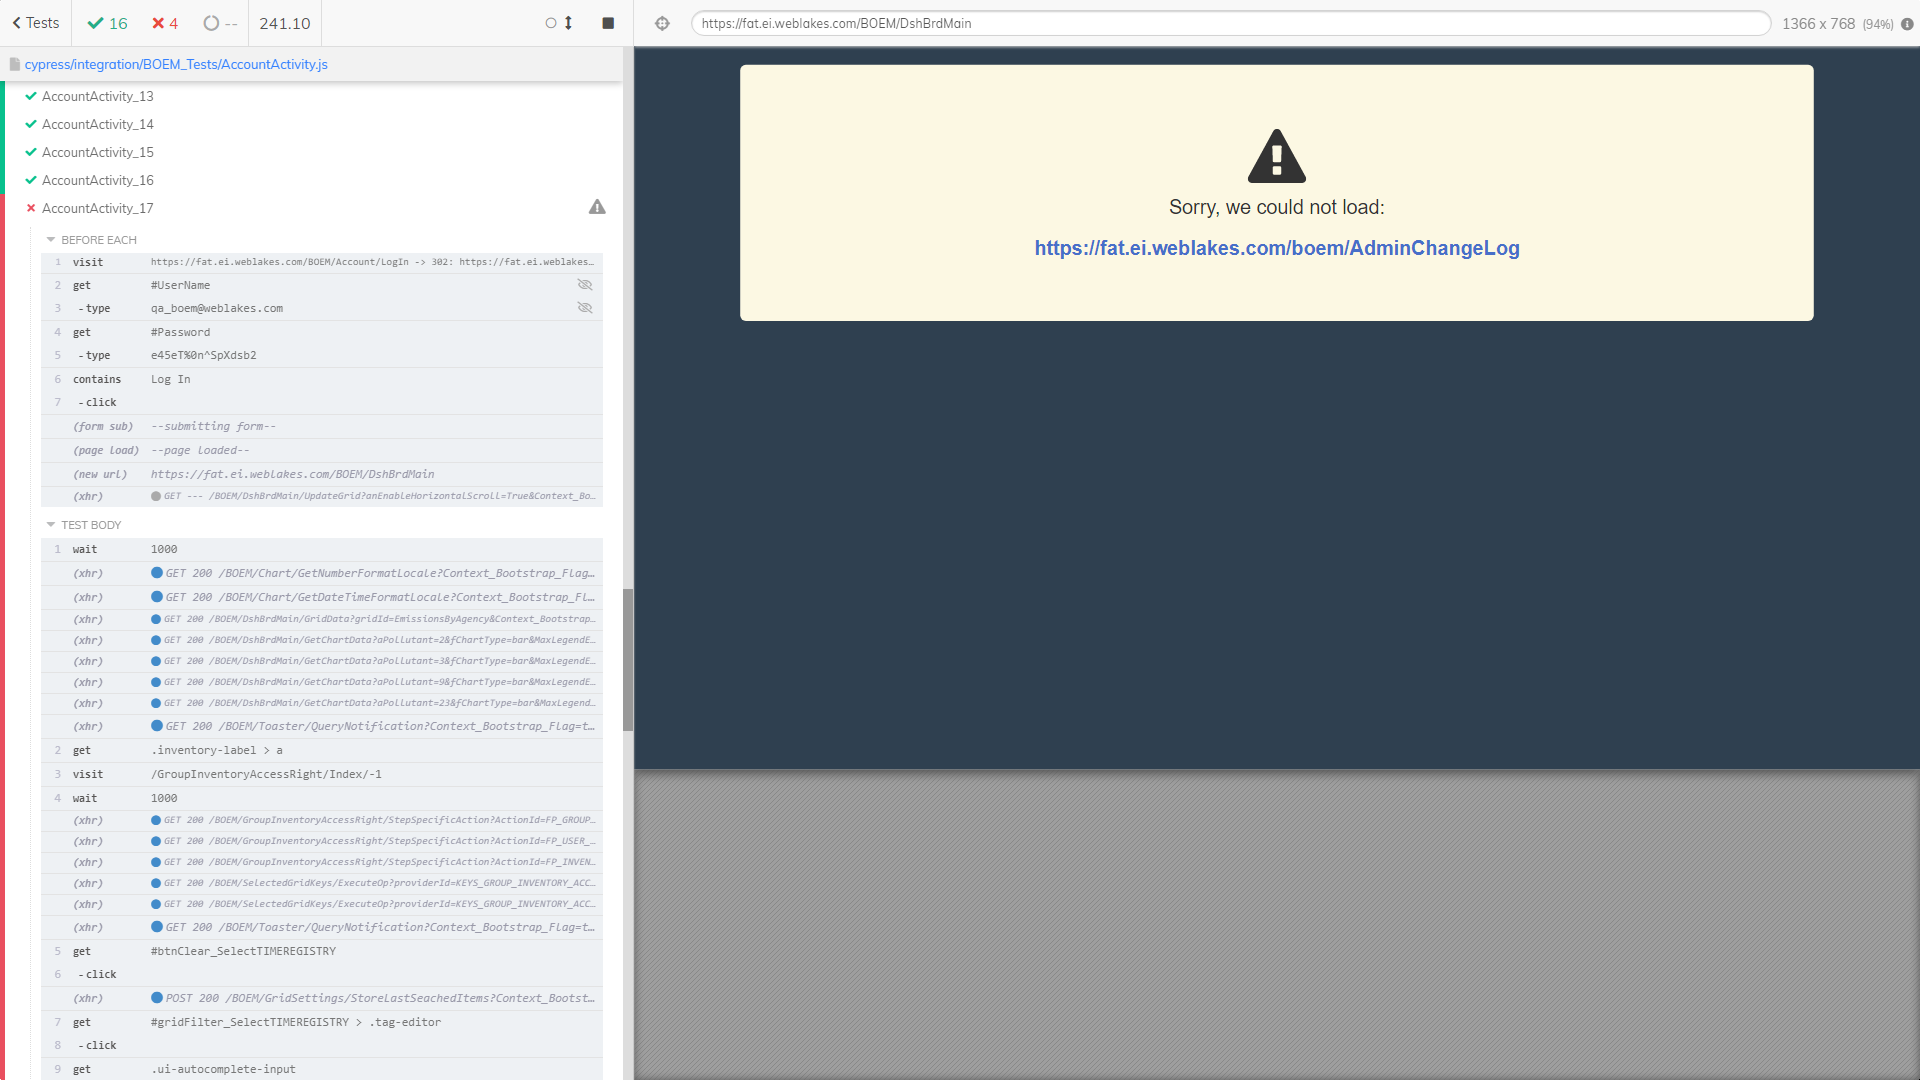 Tests
16
4
--
241.10
https://fat.ei.weblakes.com/BOEM/DshBrdMain
1366 x 768 (94%)
cypress/integration/BOEM_Tests/AccountActivity.js
AccountActivity_13
AccountActivity_14
AccountActivity_15
AccountActivity_16
AccountActivity_17
BEFORE EACH
1 visit https://fat.ei.weblakes.com/BOEM/Account/LogIn -> 302: https://fat.ei.weblakes…
2 get #UserName
3 -type qa_boem@weblakes.com
4 get #Password
5 -type e45eT%0n^SpXdsb2
6 contains Log In
7 -click
(form sub) --submitting form--
(page load) --page loaded--
(new url) https://fat.ei.weblakes.com/BOEM/DshBrdMain
(xhr) GET --- /BOEM/DshBrdMain/UpdateGrid?anEnableHorizontalScroll=True&Context_Bo…
TEST BODY
1 wait 1000
(xhr) GET 200 /BOEM/Chart/GetNumberFormatLocale?Context_Bootstrap_Flag…
(xhr) GET 200 /BOEM/Chart/GetDateTimeFormatLocale?Context_Bootstrap_Fl…
(xhr) GET 200 /BOEM/DshBrdMain/GridData?gridId=EmissionsByAgency&Context_Bootstrap…
(xhr) GET 200 /BOEM/DshBrdMain/GetChartData?aPollutant=2&fChartType=bar&MaxLegendE…
(xhr) GET 200 /BOEM/DshBrdMain/GetChartData?aPollutant=3&fChartType=bar&MaxLegendE…
(xhr) GET 200 /BOEM/DshBrdMain/GetChartData?aPollutant=9&fChartType=bar&MaxLegendE…
(xhr) GET 200 /BOEM/DshBrdMain/GetChartData?aPollutant=23&fChartType=bar&MaxLegend…
(xhr) GET 200 /BOEM/Toaster/QueryNotification?Context_Bootstrap_Flag=t…
2 get .inventory-label > a
3 visit /GroupInventoryAccessRight/Index/-1
4 wait 1000
(xhr) GET 200 /BOEM/GroupInventoryAccessRight/StepSpecificAction?ActionId=FP_GROUP…
(xhr) GET 200 /BOEM/GroupInventoryAccessRight/StepSpecificAction?ActionId=FP_USER_…
(xhr) GET 200 /BOEM/GroupInventoryAccessRight/StepSpecificAction?ActionId=FP_INVEN…
(xhr) GET 200 /BOEM/SelectedGridKeys/ExecuteOp?providerId=KEYS_GROUP_INVENTORY_ACC…
(xhr) GET 200 /BOEM/SelectedGridKeys/ExecuteOp?providerId=KEYS_GROUP_INVENTORY_ACC…
(xhr) GET 200 /BOEM/Toaster/QueryNotification?Context_Bootstrap_Flag=t…
5 get #btnClear_SelectTIMEREGISTRY
6 -click
(xhr) POST 200 /BOEM/GridSettings/StoreLastSeachedItems?Context_Bootst…
7 get #gridFilter_SelectTIMEREGISTRY > .tag-editor
8 -click
9 get .ui-autocomplete-input
Sorry, we could not load:
https://fat.ei.weblakes.com/boem/AdminChangeLog